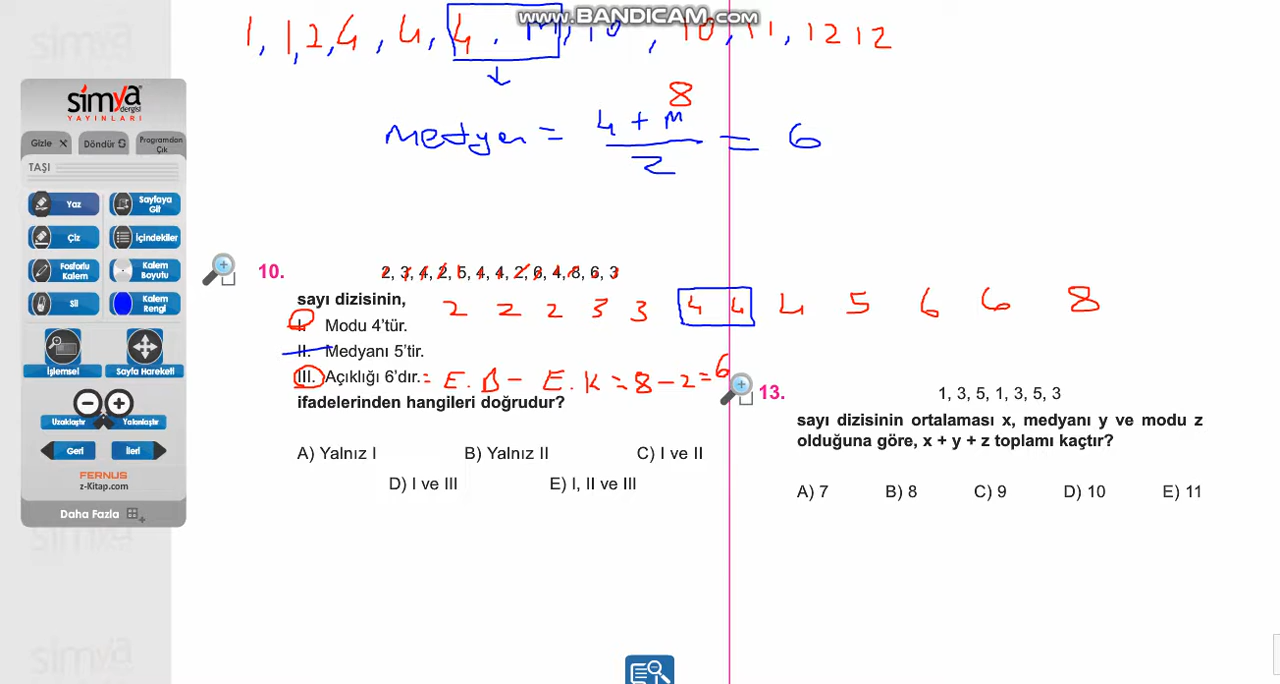 www.BANDICAM.com
1, 1, 2, 4, 4, 4, m, 10, 10, 11, 12 12
Medyan = 4 + m / 2 = 6
8
simya
dergisi
YAYINLARI
Gizle X
Döndür
Programdan Çık
TAŞI
Yaz
Sayfaya Git
Çiz
İçindekiler
Fosforlu Kalem
Kalem Boyutu
Sil
Kalem Rengi
İşlemsel
Sayfa Hareketi
Uzaklaştır
Yakınlaştır
Geri
İleri
FERNUS
z-Kitap.com
Daha Fazla
10. 2, 3, 4, 2, 5, 4, 4, 2, 6, 4, 8, 6, 3
sayı dizisinin,
2 2 2 3 3 4 4 4 5 6 6 8
I. Modu 4'tür.
II. Medyanı 5'tir.
III. Açıklığı 6'dır. = E.B - E.K = 8 - 2 = 6
ifadelerinden hangileri doğrudur?
A) Yalnız I B) Yalnız II C) I ve II
D) I ve III E) I, II ve III
13. 1, 3, 5, 1, 3, 5, 3
sayı dizisinin ortalaması x, medyanı y ve modu z
olduğuna göre, x + y + z toplamı kaçtır?
A) 7 B) 8 C) 9 D) 10 E) 11